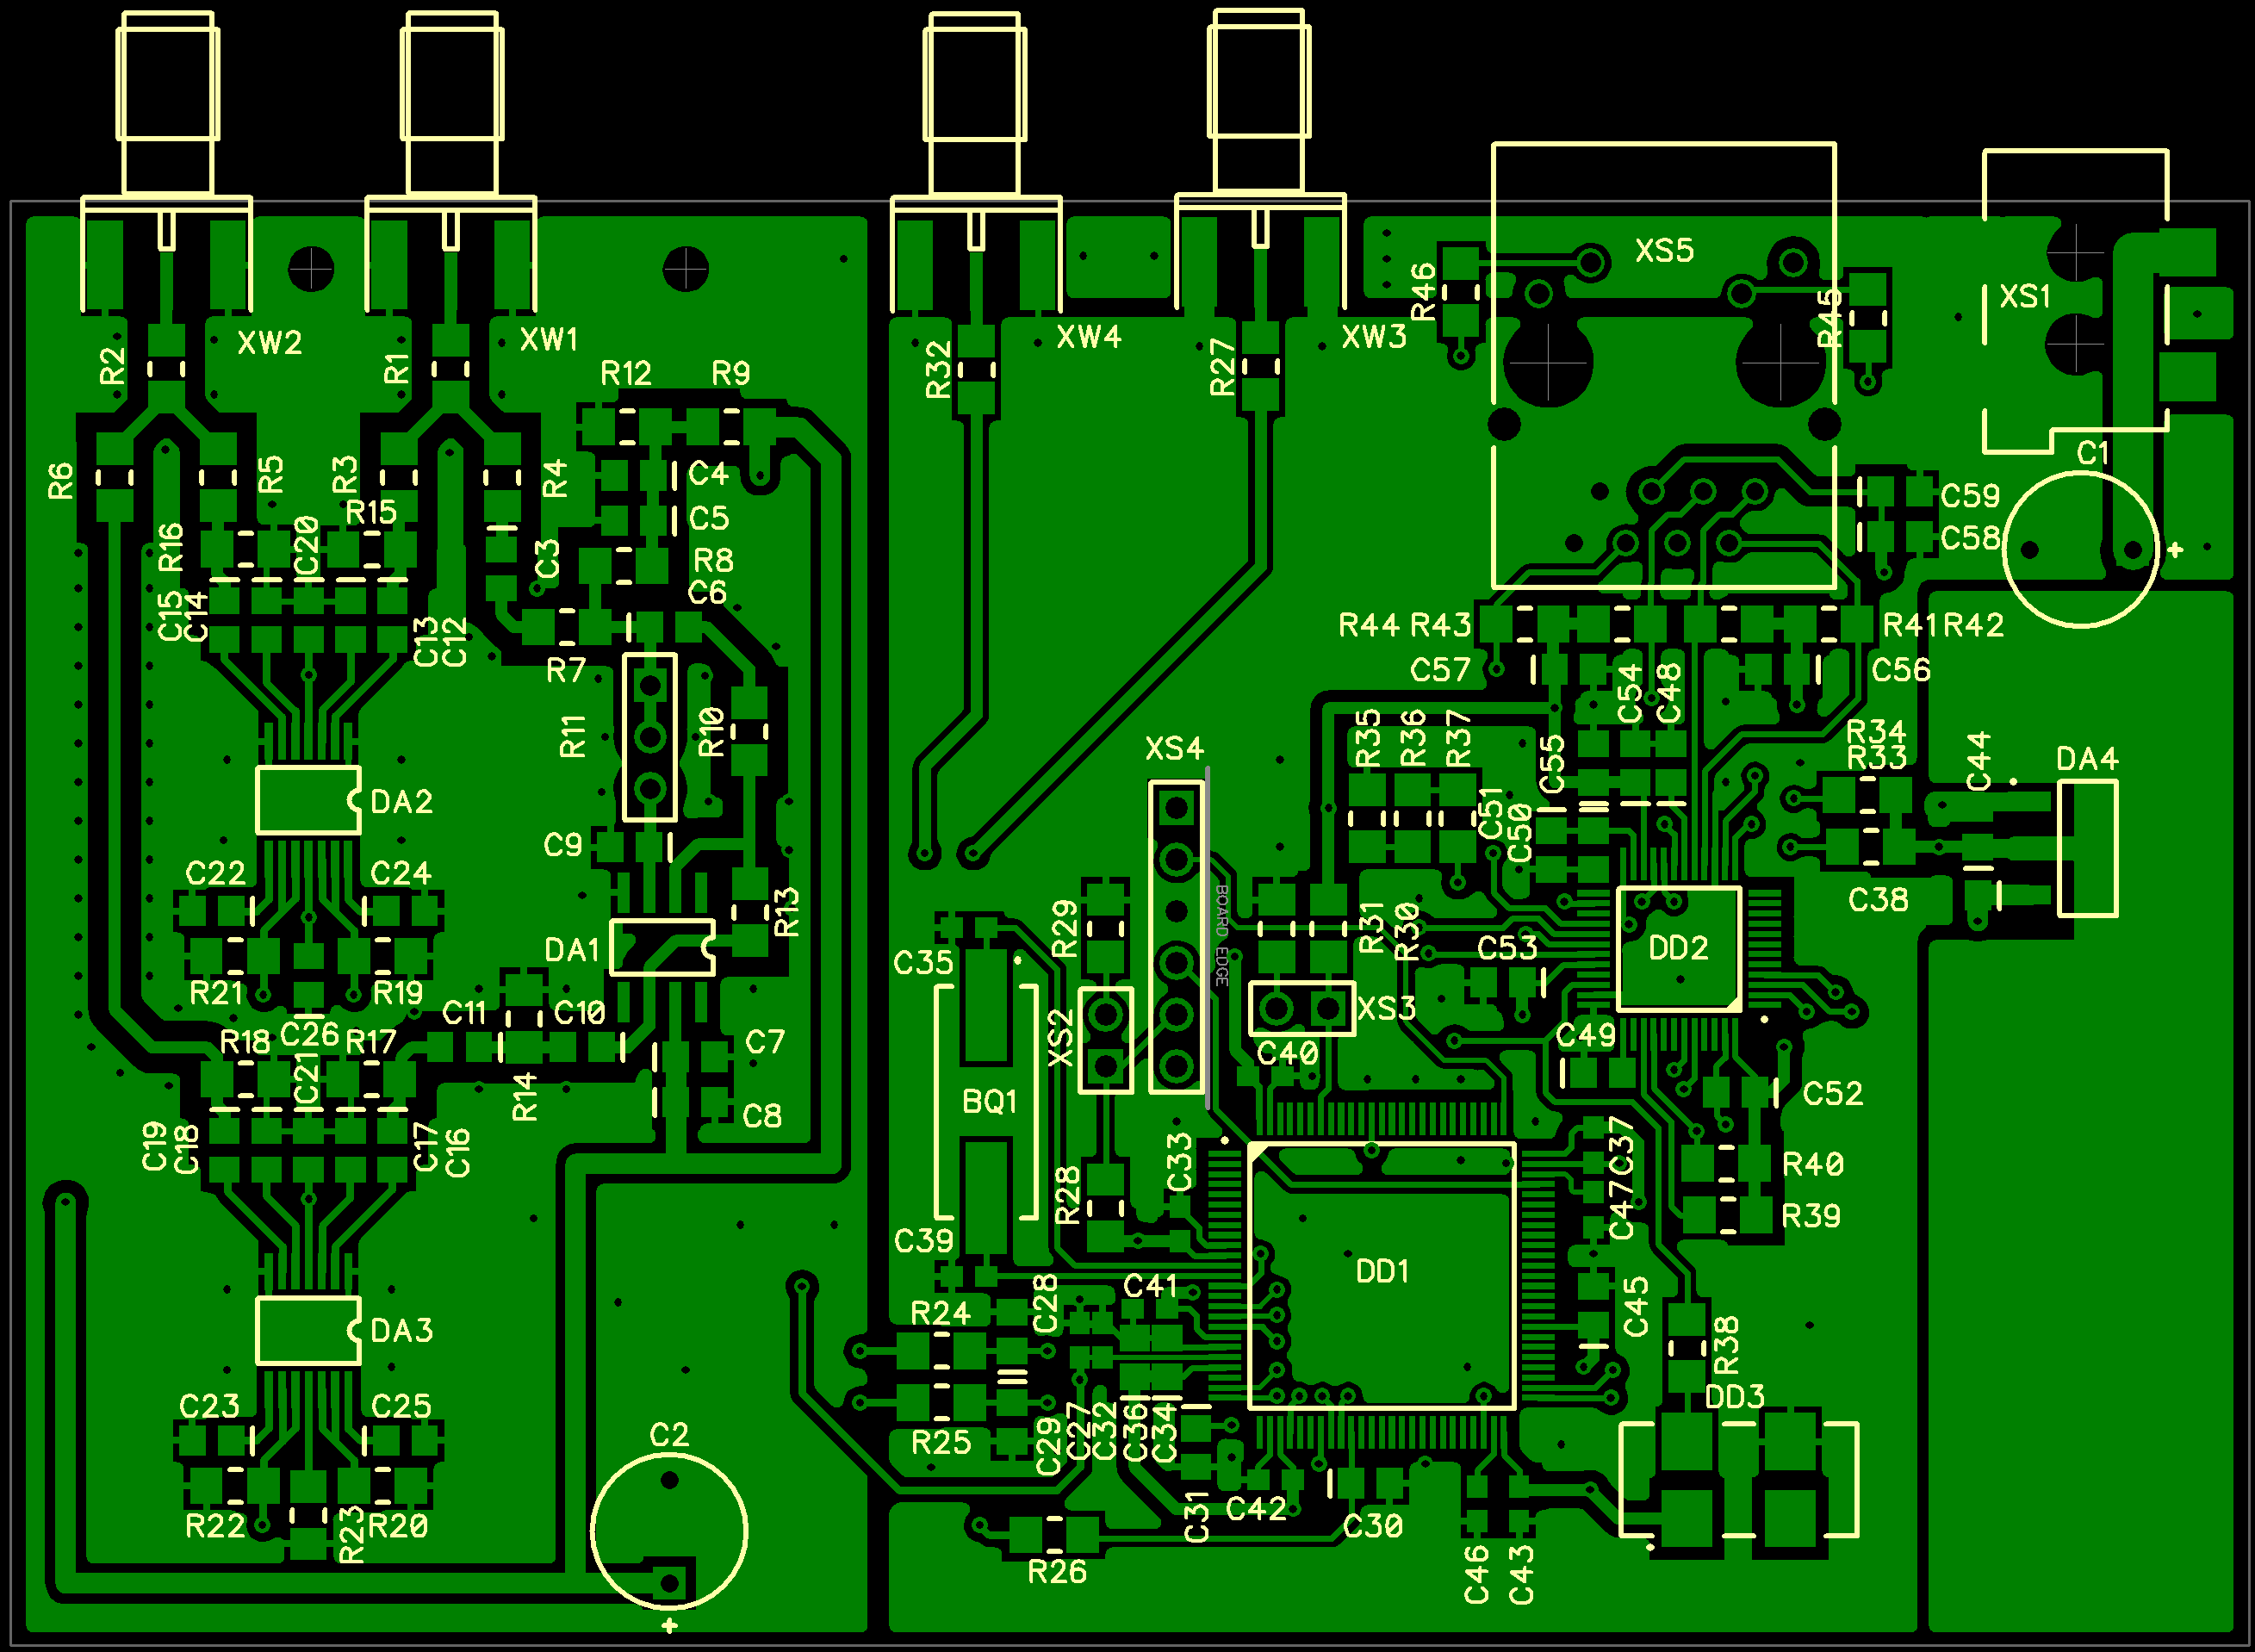 XW2
XW1
XW4
XW3
XS5
XS1
R46
R45
R2
R1
R32
R27
R12 R9
C1
R6
R5
R3
R4
C4
C5
C59
C58
R15
R16
C20
C3
R8
C6
C15
C14
C13
C12
R7
R44 R43
R41 R42
C57
C56
C54
C48
R11
R10
R35
R36
R37
R34
R33
C44
DA4
XS4
C55
DA2
C9
C51
C50
C22
C24
C38
R13
R29
BOARD EDGE
R31
R30
DA1
C35
C53
DD2
R21
R19
C26
C11
C10
XS2
XS3
R18
R17
C21
C7
C40
C49
R14
BQ1
C8
C52
C19
C18
C17
C16
C33
C37
R40
R28
C47
R39
C39
DD1
C41
C28
R24
C45
DA3
R38
DD3
C23
C25
C2
R25
C29
C27
C32
C36
C34
R22
R23
R20
C31
C42
C30
R26
C46
C43
+
+